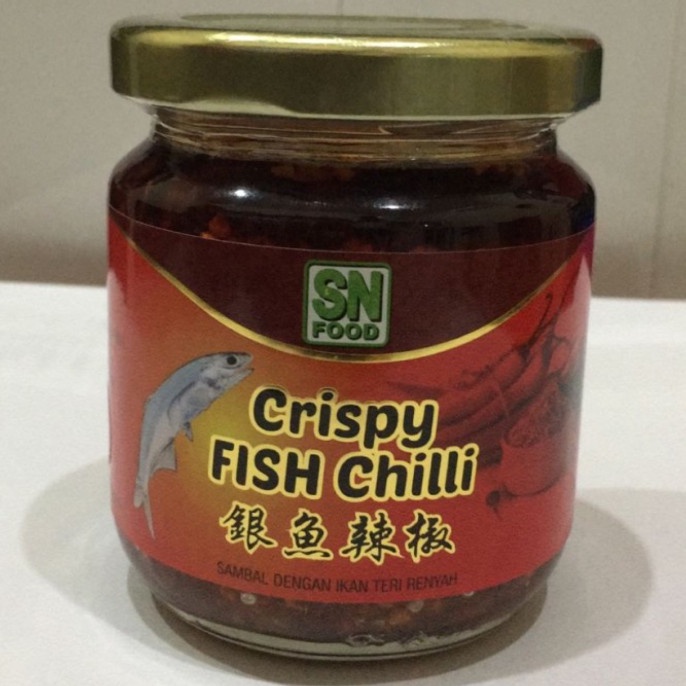 SN
FOOD
Crispy
FISH Chilli
銀魚辣椒
SAMBAL DENGAN IKAN TERI RENYAH